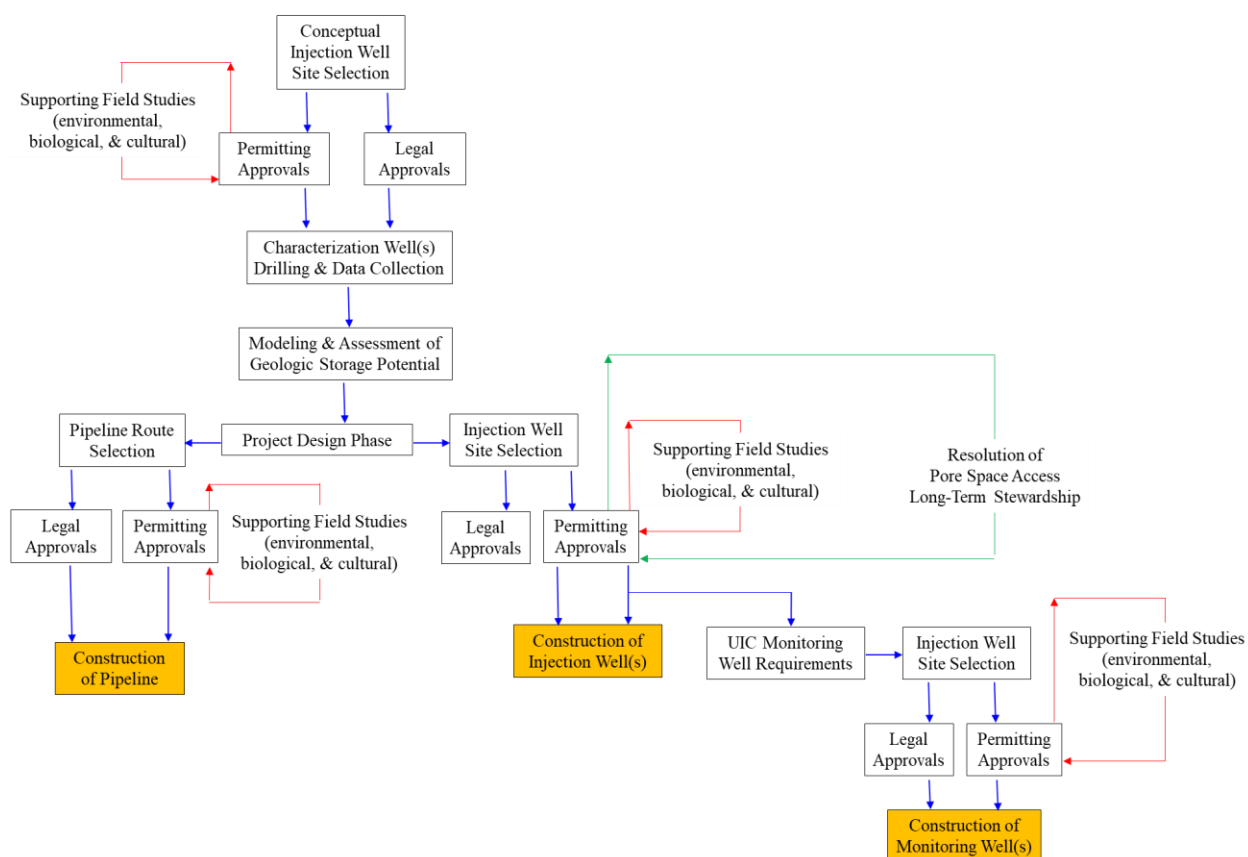 Conceptual
Injection Well
Site Selection
Supporting Field Studies
(environmental,
biological, & cultural)
Permitting
Approvals
Legal
Approvals
Characterization Well(s)
Drilling & Data Collection
Modeling & Assessment of
Geologic Storage Potential
Pipeline Route
Selection
Project Design Phase
Injection Well
Site Selection
Supporting Field Studies
(environmental,
biological, & cultural)
Resolution of
Pore Space Access
Long-Term Stewardship
Legal
Approvals
Permitting
Approvals
Supporting Field Studies
(environmental,
biological, & cultural)
Legal
Approvals
Permitting
Approvals
Construction
of Pipeline
Construction of
Injection Well(s)
UIC Monitoring
Well Requirements
Injection Well
Site Selection
Supporting Field Studies
(environmental,
biological, & cultural)
Legal
Approvals
Permitting
Approvals
Construction of
Monitoring Well(s)